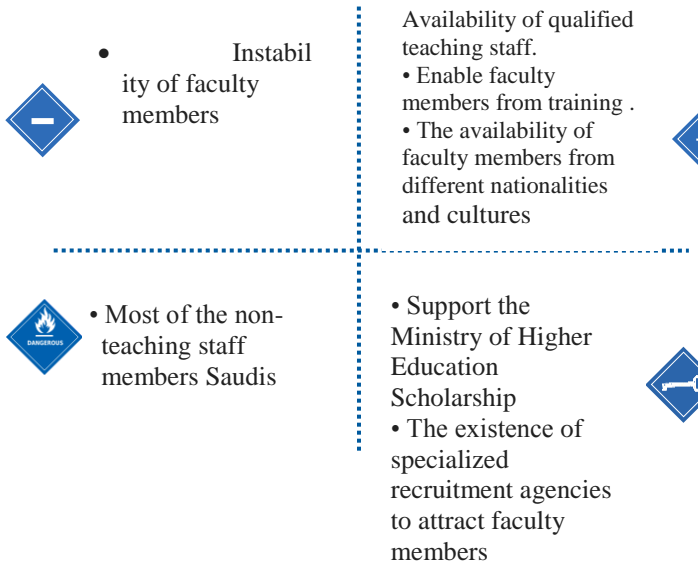 • Instabil
ity of faculty
members
Availability of qualified
teaching staff.
• Enable faculty
members from training .
• The availability of
faculty members from
different nationalities
and cultures
DANGEROUS
• Most of the non-
teaching staff
members Saudis
• Support the
Ministry of Higher
Education
Scholarship
• The existence of
specialized
recruitment agencies
to attract faculty
members